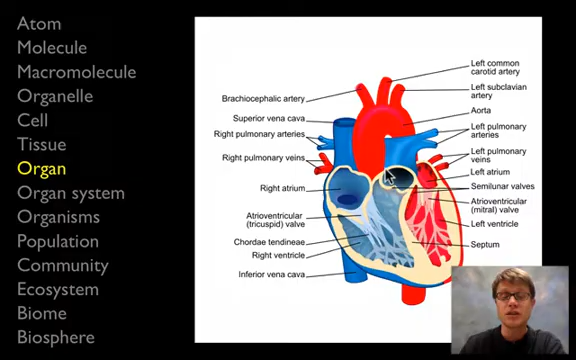 Atom
Molecule
Macromolecule
Organelle
Cell
Tissue
Organ
Organ system
Organisms
Population
Community
Ecosystem
Biome
Biosphere
Brachiocephalic artery
Superior vena cava
Right pulmonary arteries
Right pulmonary veins
Right atrium
Atrioventricular
(tricuspid) valve
Chordae tendineae
Right ventricle
Inferior vena cava
Left common
carotid artery
Left subclavian
artery
Aorta
Left pulmonary
arteries
Left pulmonary
veins
Left atrium
Semilunar valves
Atrioventricular
(mitral) valve
Left ventricle
Septum